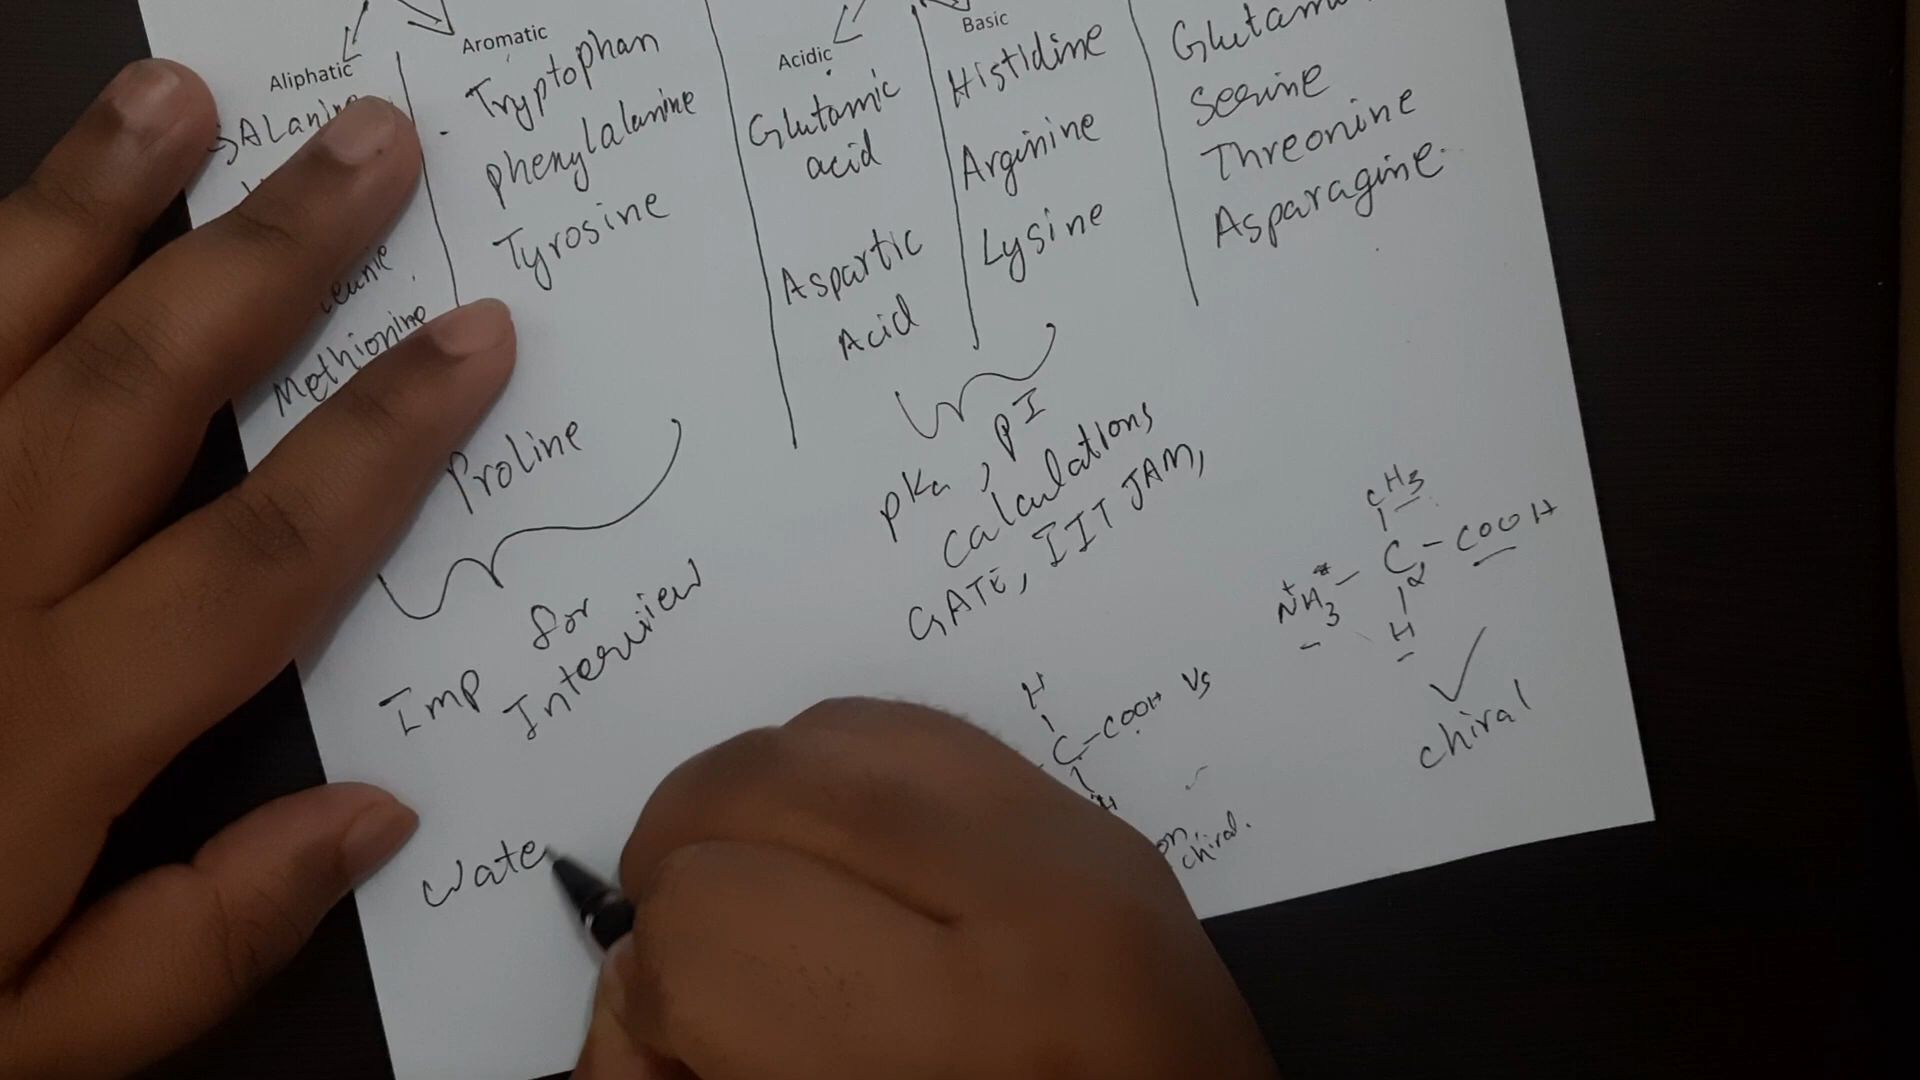 Aliphatic
Aromatic
Acidic
Basic
Alanine
Methionine
Tryptophan
phenylalanine
Tyrosine
Proline
Imp for
Interview
Glutamic
acid
Aspartic
Acid
Histidine
Arginine
Lysine
Serine
Threonine
Asparagine
pKa, pI
calculations
GATE, IIT JAM,
H
C-COOH Vs
H
chiral.
CH3
NH3+ - C - COOH
α
H
chiral
Wate